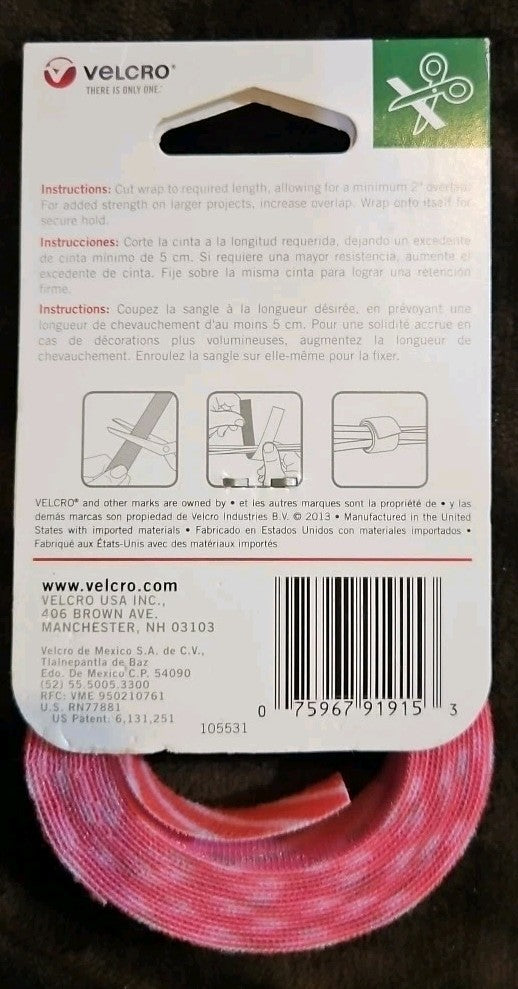 VELCRO®
THERE IS ONLY ONE.®
Instructions: Cut wrap to required length, allowing for a minimum 2" overlap.
For added strength on larger projects, increase overlap. Wrap onto itself for
secure hold.
Instrucciones: Corte la cinta a la longitud requerida, dejando un excedente
de cinta mínimo de 5 cm. Si requiere una mayor resistencia, aumente el
excedente de cinta. Fije sobre la misma cinta para lograr una retención
firme.
Instructions: Coupez la sangle à la longueur désirée, en prévoyant une
longueur de chevauchement d'au moins 5 cm. Pour une solidité accrue en
cas de décorations plus volumineuses, augmentez la longueur de
chevauchement. Enroulez la sangle sur elle-même pour la fixer.
VELCRO® and other marks are owned by • et les autres marques sont la propriété de • y las
demás marcas son propiedad de Velcro Industries B.V. © 2013 • Manufactured in the United
States with imported materials • Fabricado en Estados Unidos con materiales importados •
Fabriqué aux États-Unis avec des matériaux importés
www.velcro.com
VELCRO USA INC.,
406 BROWN AVE.
MANCHESTER, NH 03103
Velcro de Mexico S.A. de C.V.,
Tlalnepantla de Baz
Edo. De Mexico C.P. 54090
(52) 55.5005.3300
RFC: VME 950210761
U.S. RN77881
US Patent: 6,131,251
105531
0 75967 91915 3